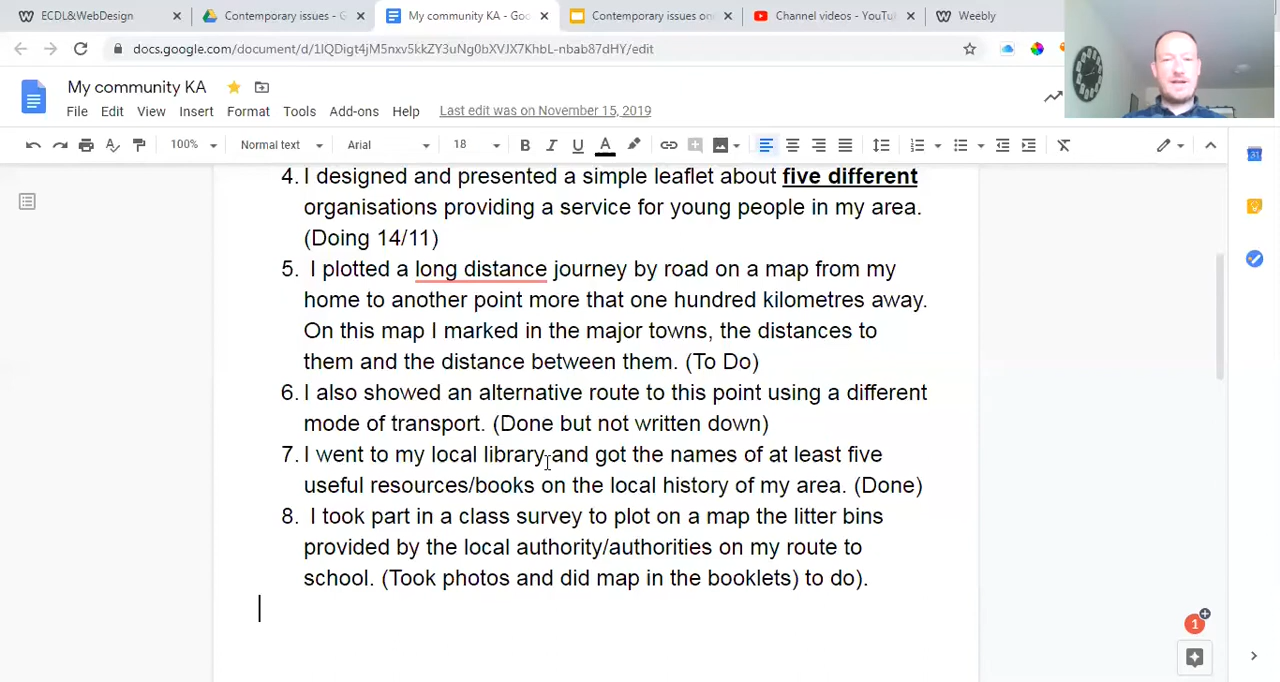 ECDL&WebDesign
Contemporary issues - G
My community KA - Goo
Contemporary issues on
Channel videos - YouTu
Weebly
docs.google.com/document/d/1lQDigt4jM5nxv5kkZY3uNg0bXVJX7KhbL-nbab87dHY/edit
My community KA
File Edit View Insert Format Tools Add-ons Help Last edit was on November 15, 2019
100% Normal text Arial 18 B I U A
4. I designed and presented a simple leaflet about five different
organisations providing a service for young people in my area.
(Doing 14/11)
5. I plotted a long distance journey by road on a map from my
home to another point more that one hundred kilometres away.
On this map I marked in the major towns, the distances to
them and the distance between them. (To Do)
6. I also showed an alternative route to this point using a different
mode of transport. (Done but not written down)
7. I went to my local library and got the names of at least five
useful resources/books on the local history of my area. (Done)
8. I took part in a class survey to plot on a map the litter bins
provided by the local authority/authorities on my route to
school. (Took photos and did map in the booklets) to do).
31
1